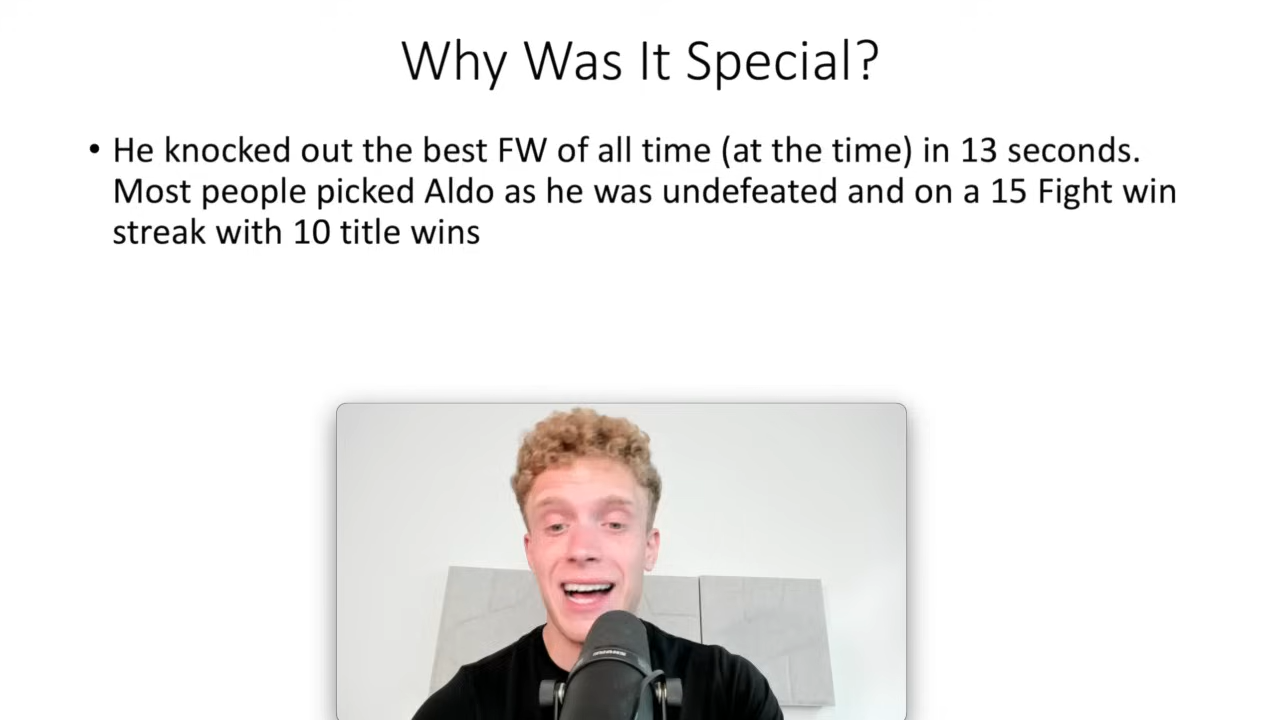 Why Was It Special?
• He knocked out the best FW of all time (at the time) in 13 seconds.
Most people picked Aldo as he was undefeated and on a 15 Fight win
streak with 10 title wins